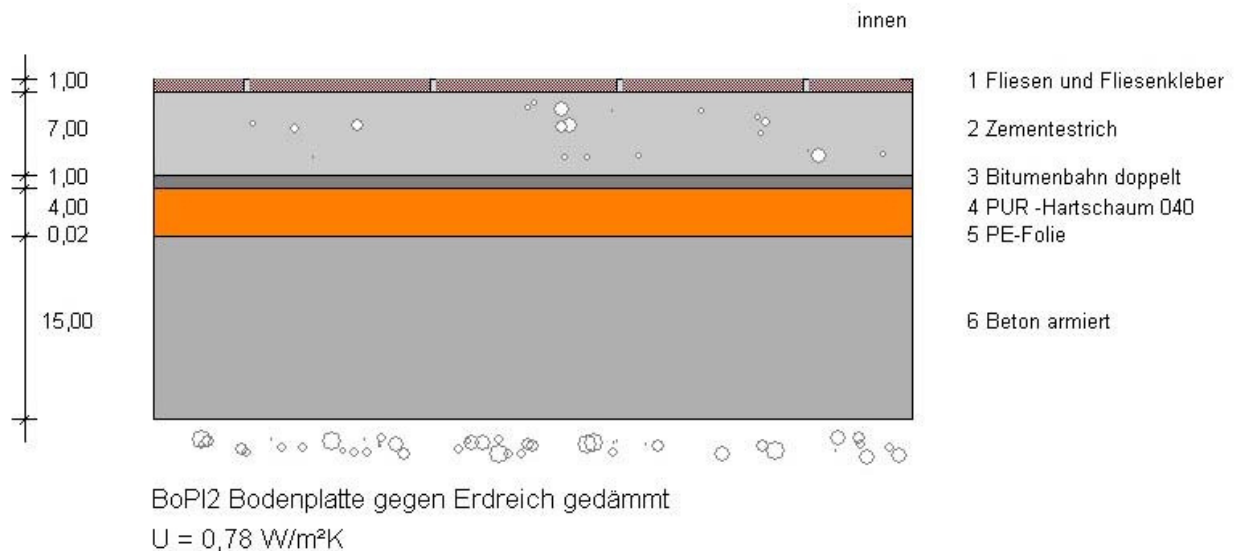 innen
1,00
1 Fliesen und Fliesenkleber
7,00
2 Zementestrich
1,00
3 Bitumenbahn doppelt
4,00
4 PUR -Hartschaum 040
0,02
5 PE-Folie
15,00
6 Beton armiert
BoPl2 Bodenplatte gegen Erdreich gedämmt
U = 0,78 W/m²K